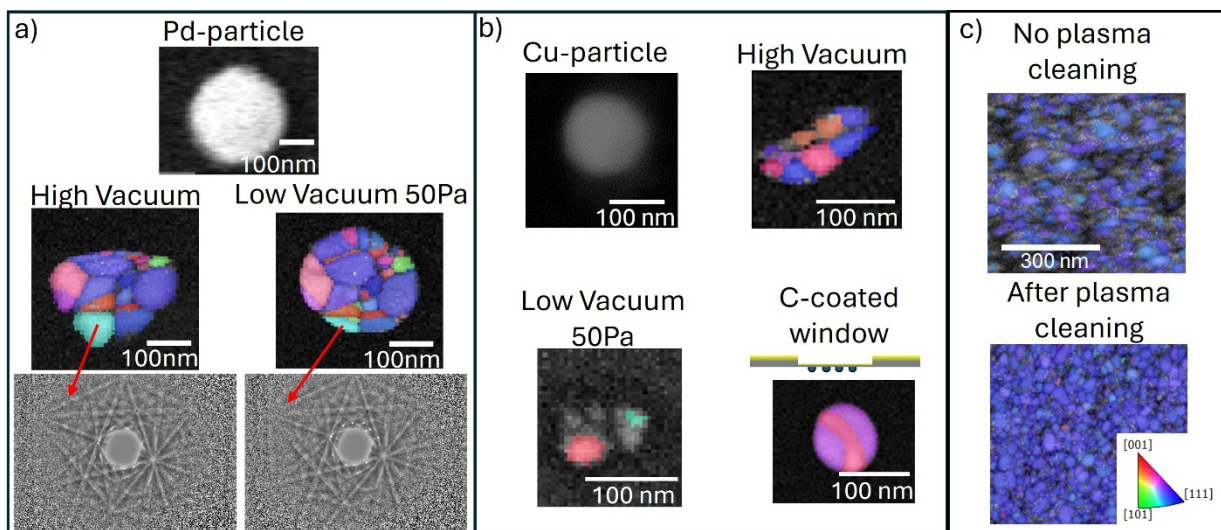 a)
Pd-particle
100nm
High Vacuum
Low Vacuum 50Pa
100nm
100nm
b)
Cu-particle
High Vacuum
100 nm
100 nm
Low Vacuum
50Pa
C-coated
window
100 nm
100 nm
c)
No plasma
cleaning
300 nm
After plasma
cleaning
[001]
[111]
[101]